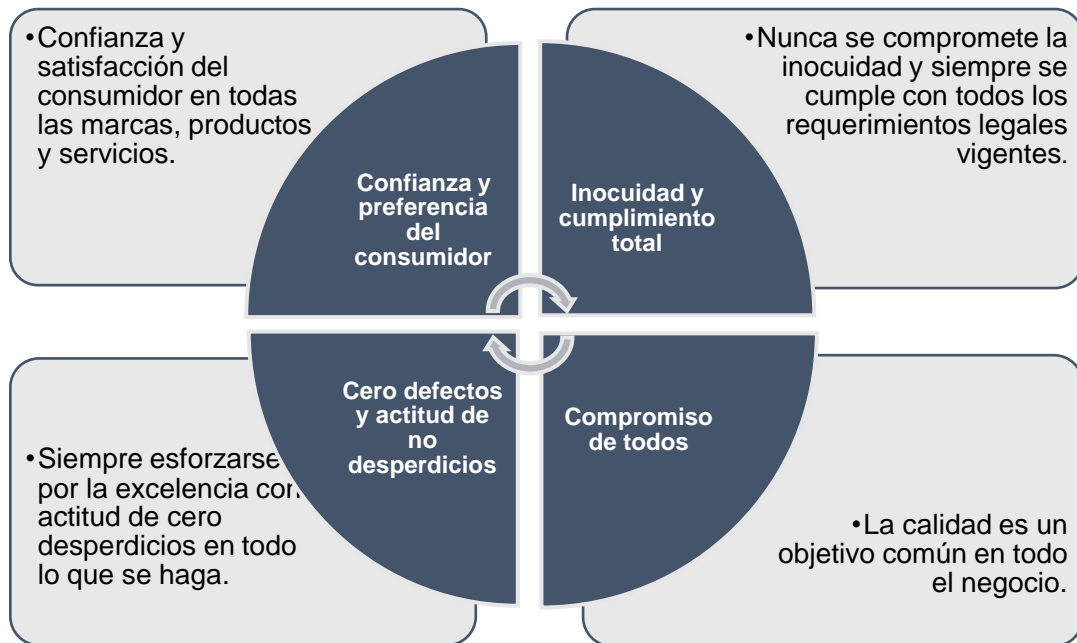 •Confianza y
satisfacción del
consumidor en todas
las marcas, productos
y servicios.
•Nunca se compromete la
inocuidad y siempre se
cumple con todos los
requerimientos legales
vigentes.
Confianza y
preferencia
del
consumidor
Inocuidad y
cumplimiento
total
Cero defectos
y actitud de
no
desperdicios
Compromiso
de todos
•Siempre esforzarse
por la excelencia con
actitud de cero
desperdicios en todo
lo que se haga.
•La calidad es un
objetivo común en todo
el negocio.